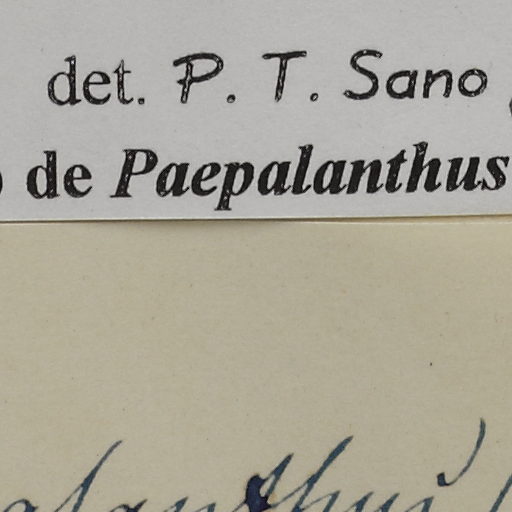 det. P. T. Sano
de Paepalanthus